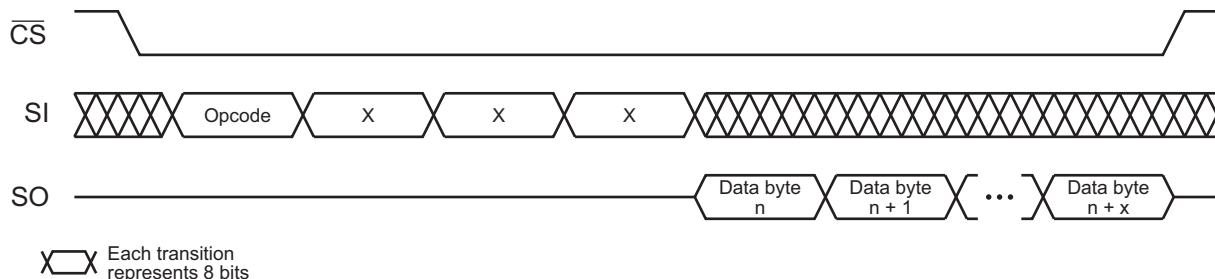 CS
SI
Opcode
X
X
X
SO
Data byte
n
Data byte
n + 1
•••
Data byte
n + x
Each transition
represents 8 bits